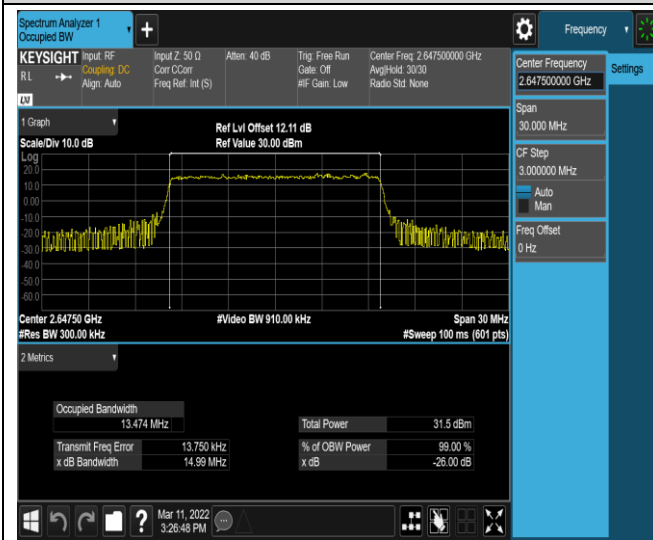 Spectrum Analyzer 1
Occupied BW
+
Frequency
KEYSIGHT
RL
LXI
Input: RF
Coupling: DC
Align: Auto
Input Z: 50 Ω
Corr CCorr
Freq Ref: Int (S)
Atten: 40 dB
Trig: Free Run
Gate: Off
#IF Gain: Low
Center Freq: 2.647500000 GHz
Avg|Hold: 30/30
Radio Std: None
Center Frequency
2.647500000 GHz
Settings
Span
30.000 MHz
CF Step
3.000000 MHz
Auto
Man
Freq Offset
0 Hz
1 Graph
Scale/Div 10.0 dB
Ref Lvl Offset 12.11 dB
Ref Value 30.00 dBm
Log
20.0
10.0
0.00
-10.0
-20.0
-30.0
-40.0
-50.0
-60.0
Center 2.64750 GHz
#Video BW 910.00 kHz
Span 30 MHz
#Res BW 300.00 kHz
#Sweep 100 ms (601 pts)
2 Metrics
Occupied Bandwidth
13.474 MHz
Total Power 31.5 dBm
Transmit Freq Error 13.750 kHz
% of OBW Power 99.00 %
x dB Bandwidth 14.99 MHz
x dB -26.00 dB
?
Mar 11, 2022
3:26:48 PM